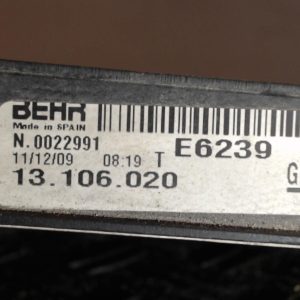 BEHR
Made in SPAIN
N.0022991 E6239
11/12/09 08:19 T
13.106.020 G